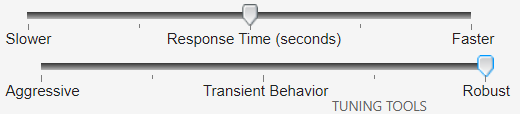 Slower Response Time (seconds) Faster
Aggressive Transient Behavior Robust
TUNING TOOLS